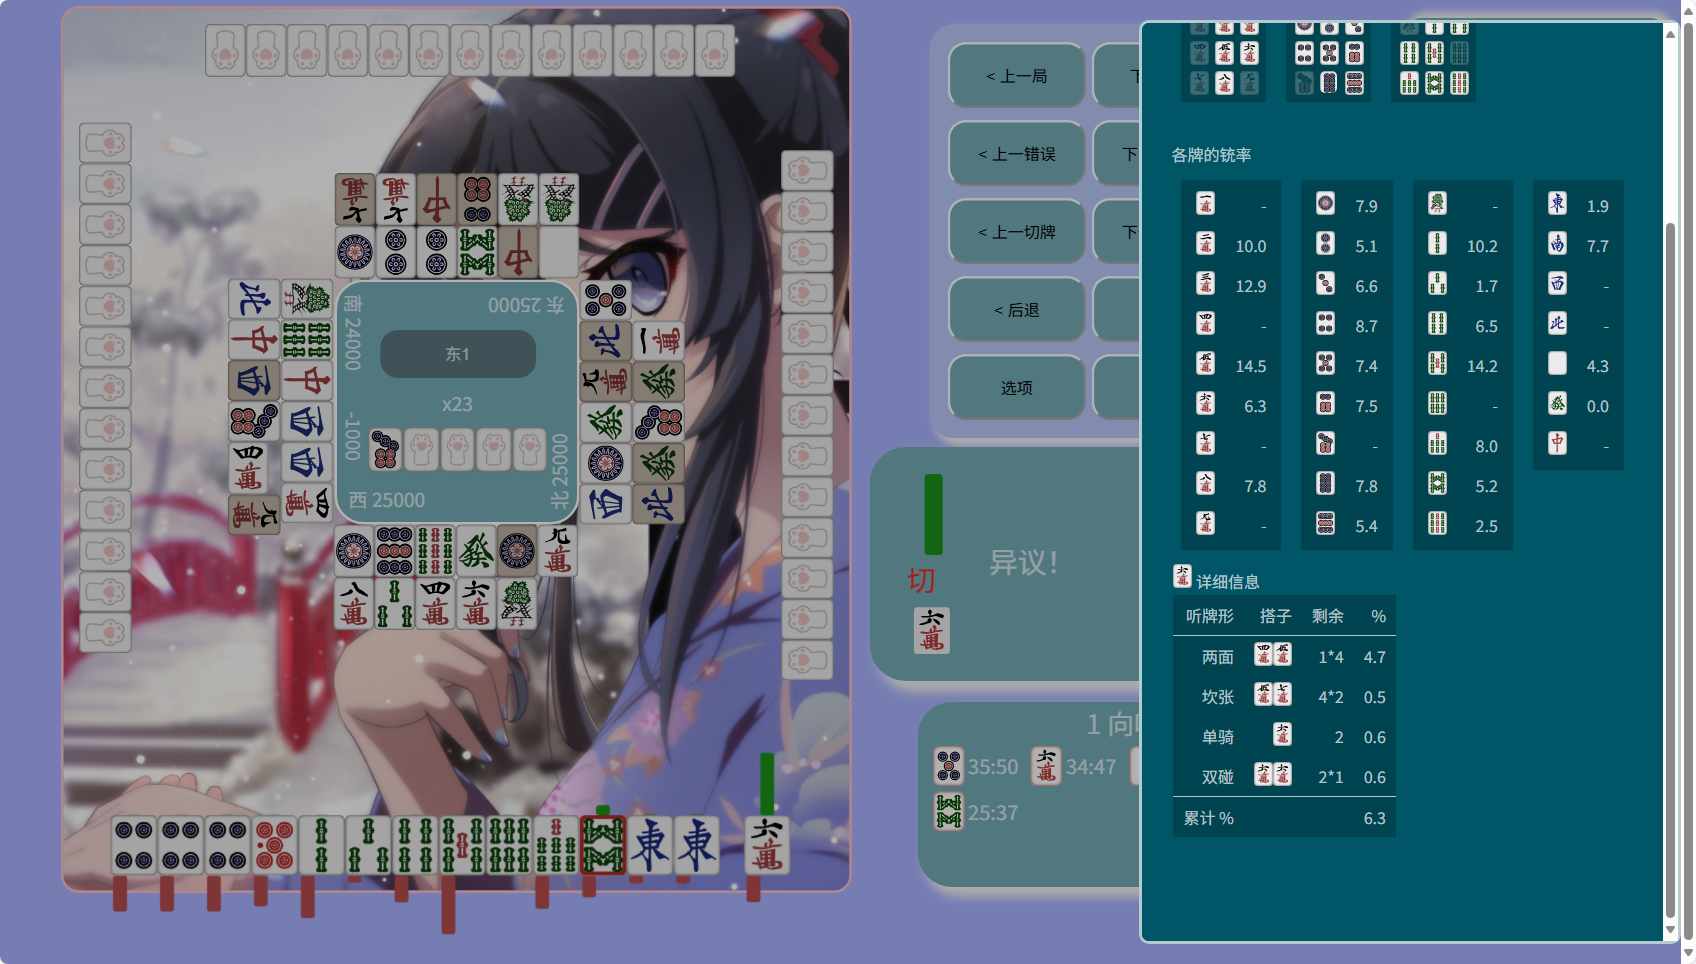 < 上一局
下
< 上一错误
下
< 上一切牌
下
< 后退
选项
东 25000
南 24000
-1000
东1
x23
西 25000
北 25000
异议!
切
1 向
35:50
34:47
25:37
各牌的铳率
- 7.9 - 1.9
10.0 5.1 10.2 7.7
12.9 6.6 1.7 -
- 8.7 6.5 -
14.5 7.4 14.2 4.3
6.3 7.5 - 0.0
- - 8.0 -
7.8 7.8 5.2
- 5.4 2.5
详细信息
听牌形 搭子 剩余 %
两面 1*4 4.7
坎张 4*2 0.5
单骑 2 0.6
双碰 2*1 0.6
累计 % 6.3